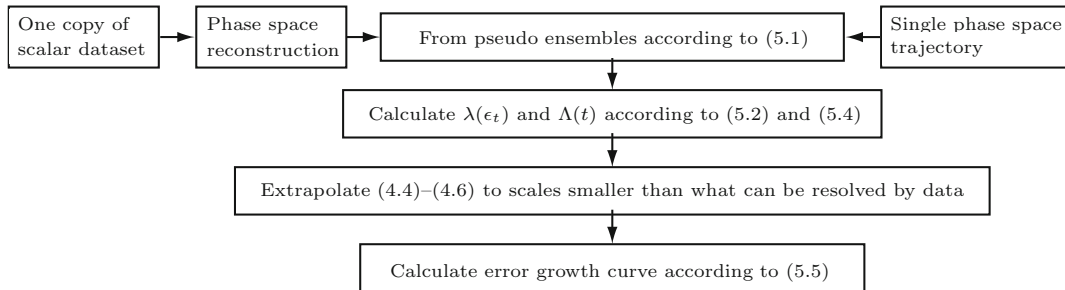 One copy of
scalar dataset
Phase space
reconstruction
From pseudo ensembles according to (5.1)
Single phase space
trajectory
Calculate λ(ϵₜ) and Λ(t) according to (5.2) and (5.4)
Extrapolate (4.4)–(4.6) to scales smaller than what can be resolved by data
Calculate error growth curve according to (5.5)